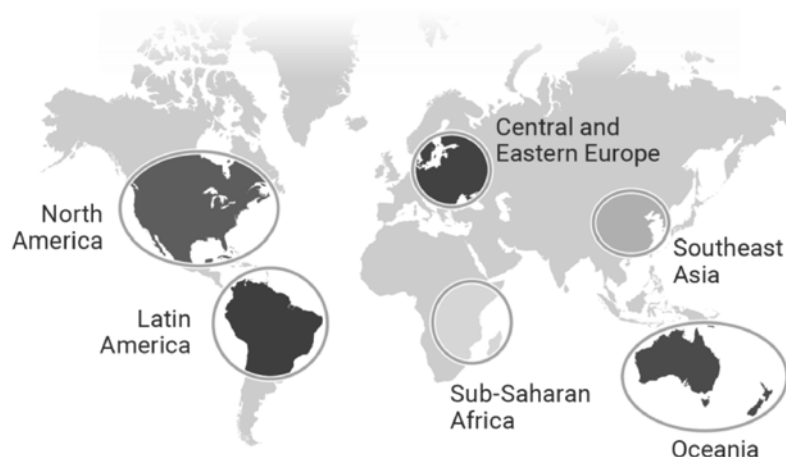 Central and
Eastern Europe
North
America
Southeast
Asia
Latin
America
Sub-Saharan
Africa
Oceania